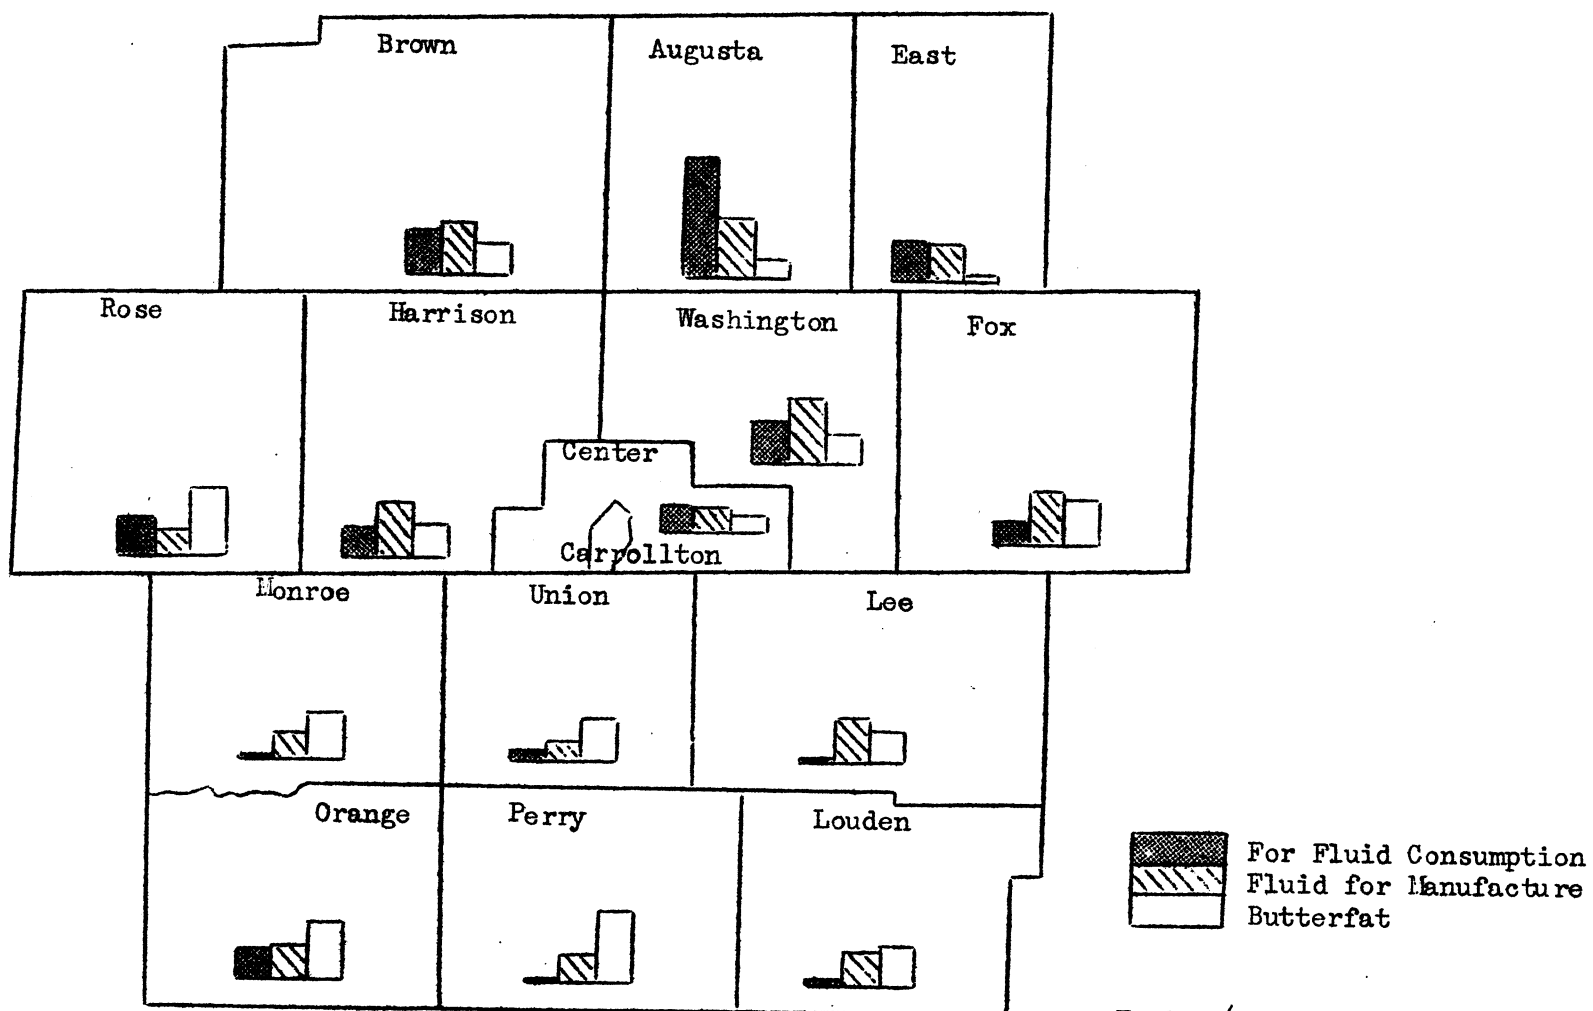 Brown
Augusta
East
Rose
Harrison
Washington
Fox
Center
Carrollton
Monroe
Union
Lee
Orange
Perry
Louden
For Fluid Consumption
Fluid for Manufacture
Butterfat